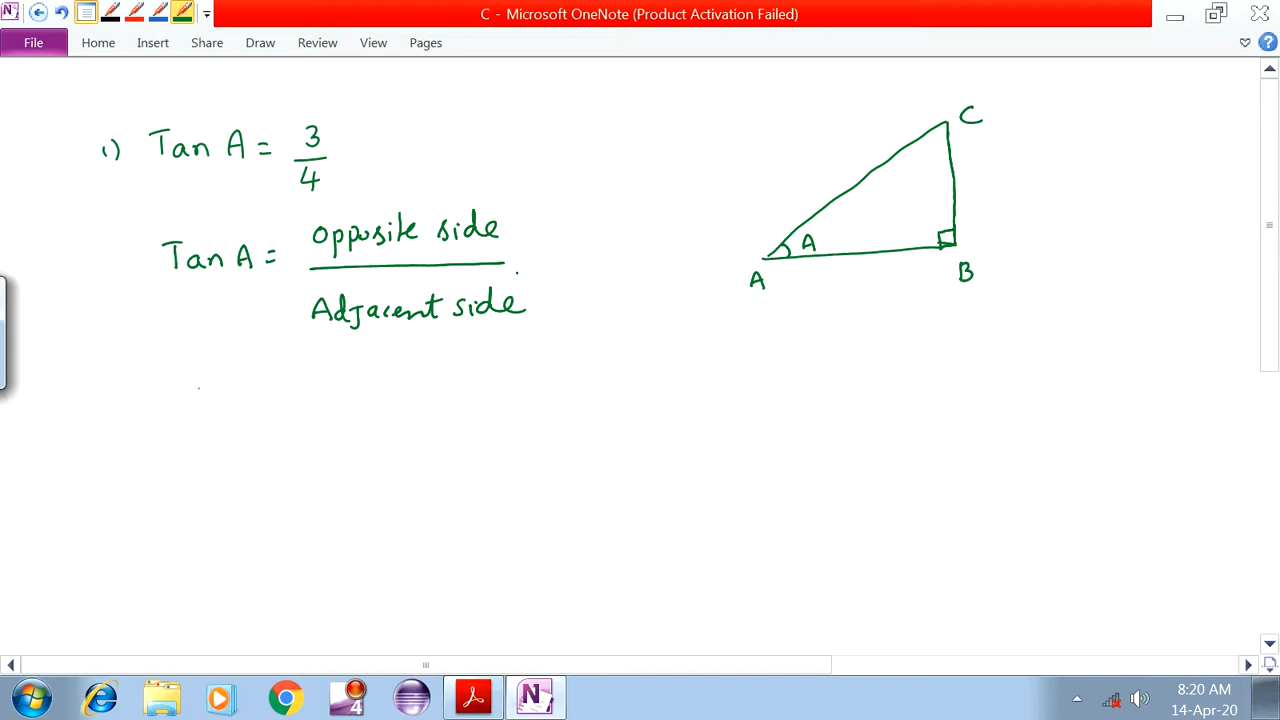 C - Microsoft OneNote (Product Activation Failed)
File Home Insert Share Draw Review View Pages
1) Tan A = 3/4
Tan A = opposite side / Adjacent side
C
A
A
B
4
8:20 AM
14-Apr-20